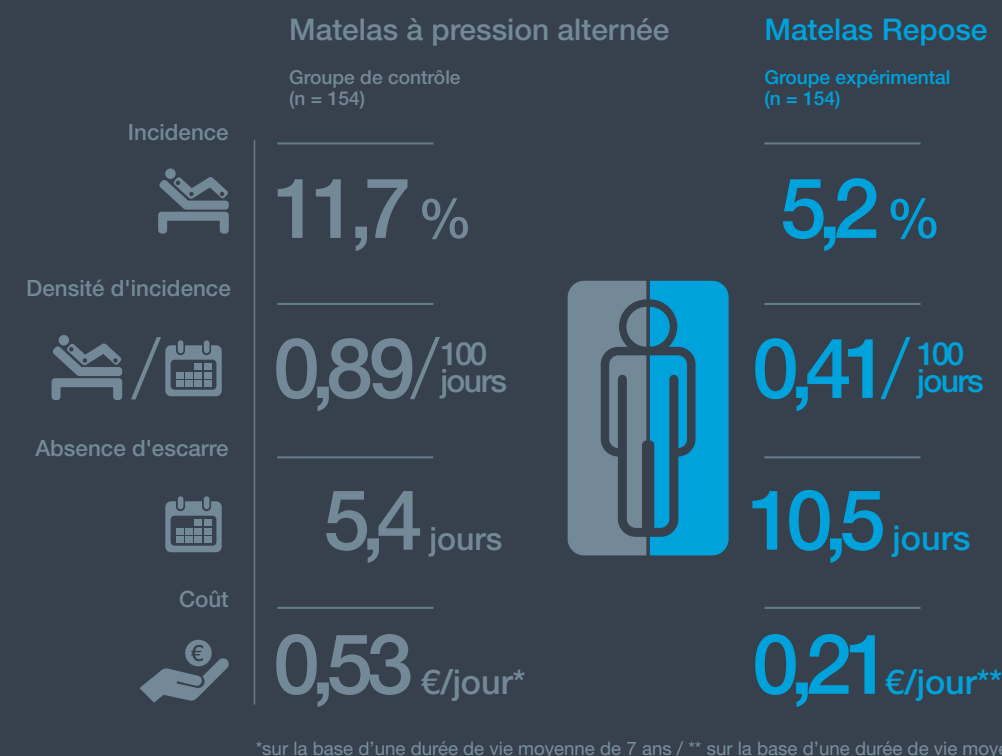 Matelas à pression alternée
Groupe de contrôle
(n = 154)
Matelas Repose
Groupe expérimental
(n = 154)
Incidence
11,7 %
5,2 %
Densité d'incidence
0,89/100 jours
0,41/100 jours
Absence d'escarre
5,4 jours
10,5 jours
Coût
€
0,53 €/jour*
0,21 €/jour**
*sur la base d'une durée de vie moyenne de 7 ans / ** sur la base d'une durée de vie